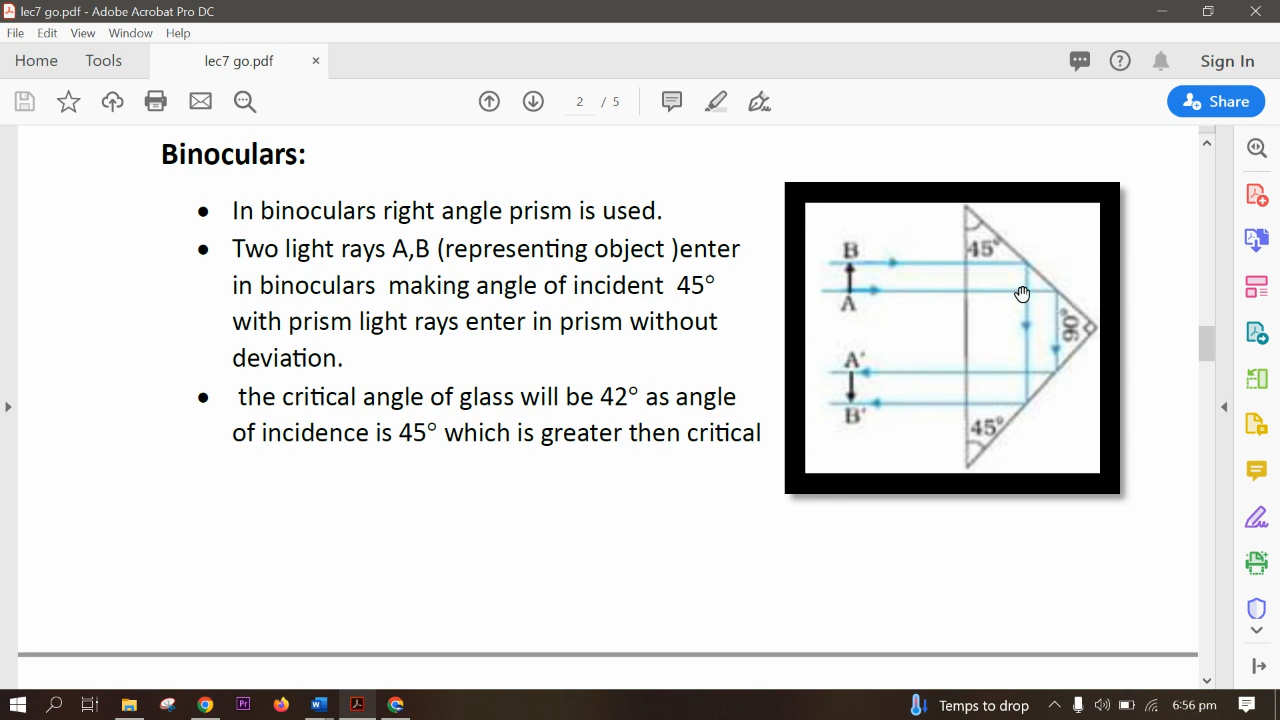 lec7 go.pdf - Adobe Acrobat Pro DC
File Edit View Window Help
Home Tools lec7 go.pdf × Sign In
2 / 5 Share
Binoculars:
• In binoculars right angle prism is used.
• Two light rays A,B (representing object )enter
in binoculars making angle of incident 45°
with prism light rays enter in prism without
deviation.
• the critical angle of glass will be 42° as angle
of incidence is 45° which is greater then critical
45°
B
A
90°
A'
B'
45°
Temps to drop 6:56 pm